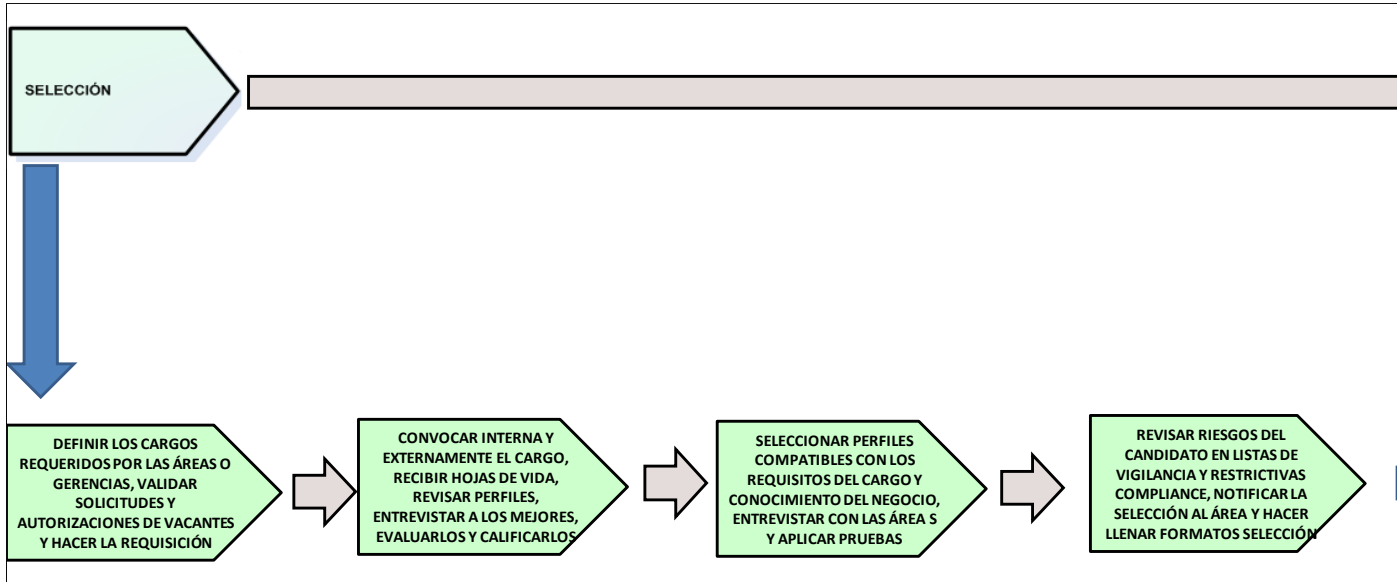 SELECCIÓN
DEFINIR LOS CARGOS
REQUERIDOS POR LAS ÁREAS O
GERENCIAS, VALIDAR
SOLICITUDES Y
AUTORIZACIONES DE VACANTES
Y HACER LA REQUISICIÓN
CONVOCAR INTERNA Y
EXTERNAMENTE EL CARGO,
RECIBIR HOJAS DE VIDA,
REVISAR PERFILES,
ENTREVISTAR A LOS MEJORES,
EVALUARLOS Y CALIFICARLOS
SELECCIONAR PERFILES
COMPATIBLES CON LOS
REQUISITOS DEL CARGO Y
CONOCIMIENTO DEL NEGOCIO,
ENTREVISTAR CON LAS ÁREA S
Y APLICAR PRUEBAS
REVISAR RIESGOS DEL
CANDIDATO EN LISTAS DE
VIGILANCIA Y RESTRICTIVAS
COMPLIANCE, NOTIFICAR LA
SELECCIÓN AL ÁREA Y HACER
LLENAR FORMATOS SELECCIÓN